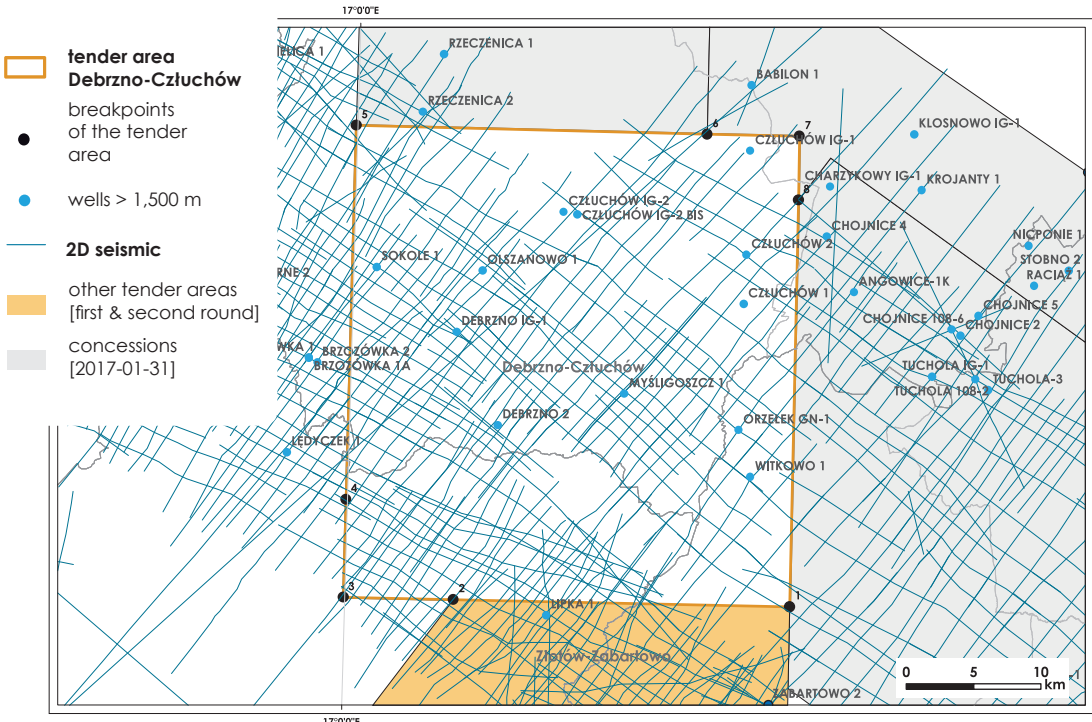 17°0'0"E
tender area
Debrzno-Człuchów
breakpoints
of the tender
area
wells > 1,500 m
2D seismic
other tender areas
[first & second round]
concessions
[2017-01-31]
RZECZENICA 1
BABILON 1
RZECZENICA 2
5
6
7
KLOSNOWO IG-1
CZŁUCHÓW IG-1
CHARZYKOWY IG-1
KROJANTY 1
8
CZŁUCHÓW IG-2
CZŁUCHÓW IG-2 BIS
CHOJNICE 4
NICPONIE 1
CZŁUCHÓW 2
STOBNO 2
SOKOLE 1
OLSZANOWO 1
RACIĄŻ 1
ANGOWICE-1K
CZŁUCHÓW 1
CHOJNICE 5
CHOJNICE 108-6
CHOJNICE 2
DEBRZNO IG-1
BRZOZÓWKA 2
BRZOZÓWKA 1A
Debrzno-Człuchów
TUCHOLA IG-1
TUCHOLA-3
TUCHOLA 108-2
MYŚLIGOSZCZ 1
DEBRZNO 2
ORZEŁEK GN-1
LĘDYCZEK 1
WITKOWO 1
4
3
2
1
LIPKA 1
Złotów-Zabartowo
ZABARTOWO 2
0 5 10
km
17°0'0"E